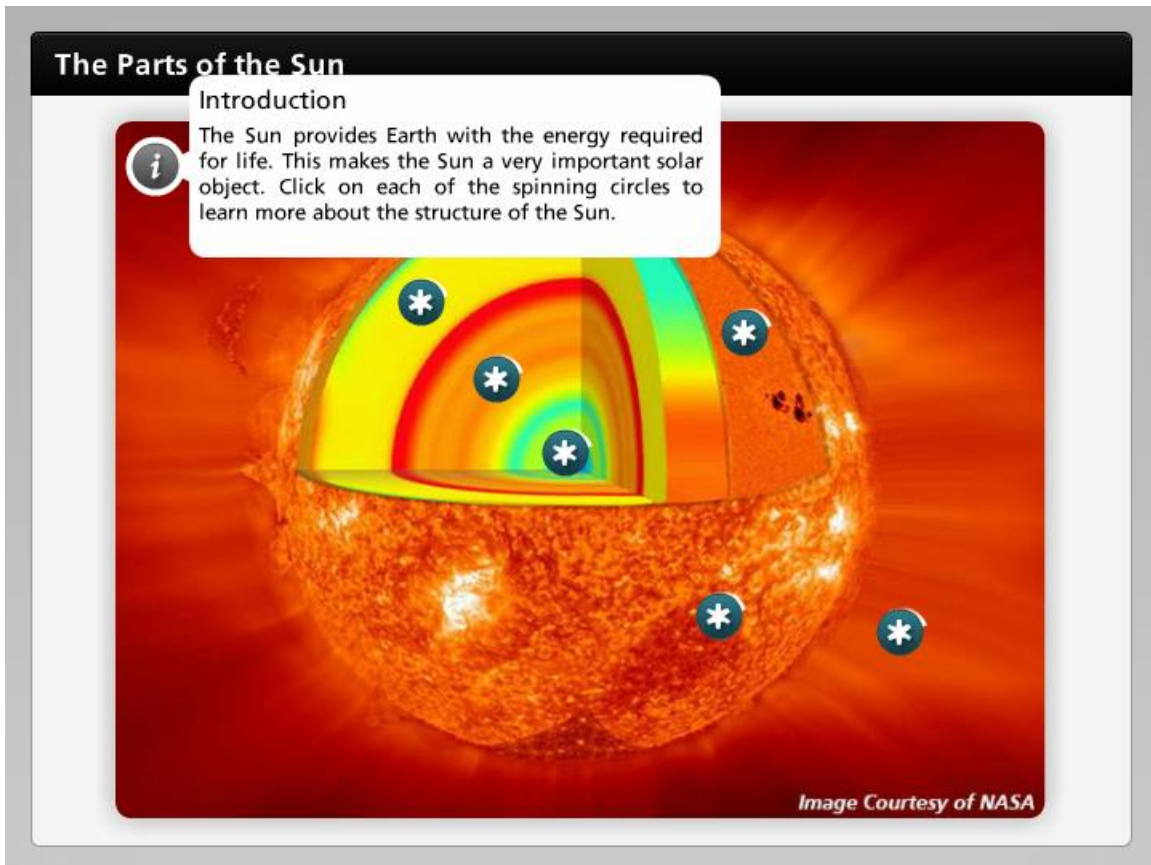 The Parts of the Sun
Introduction
The Sun provides Earth with the energy required
for life. This makes the Sun a very important solar
object. Click on each of the spinning circles to
learn more about the structure of the Sun.
i
Image Courtesy of NASA